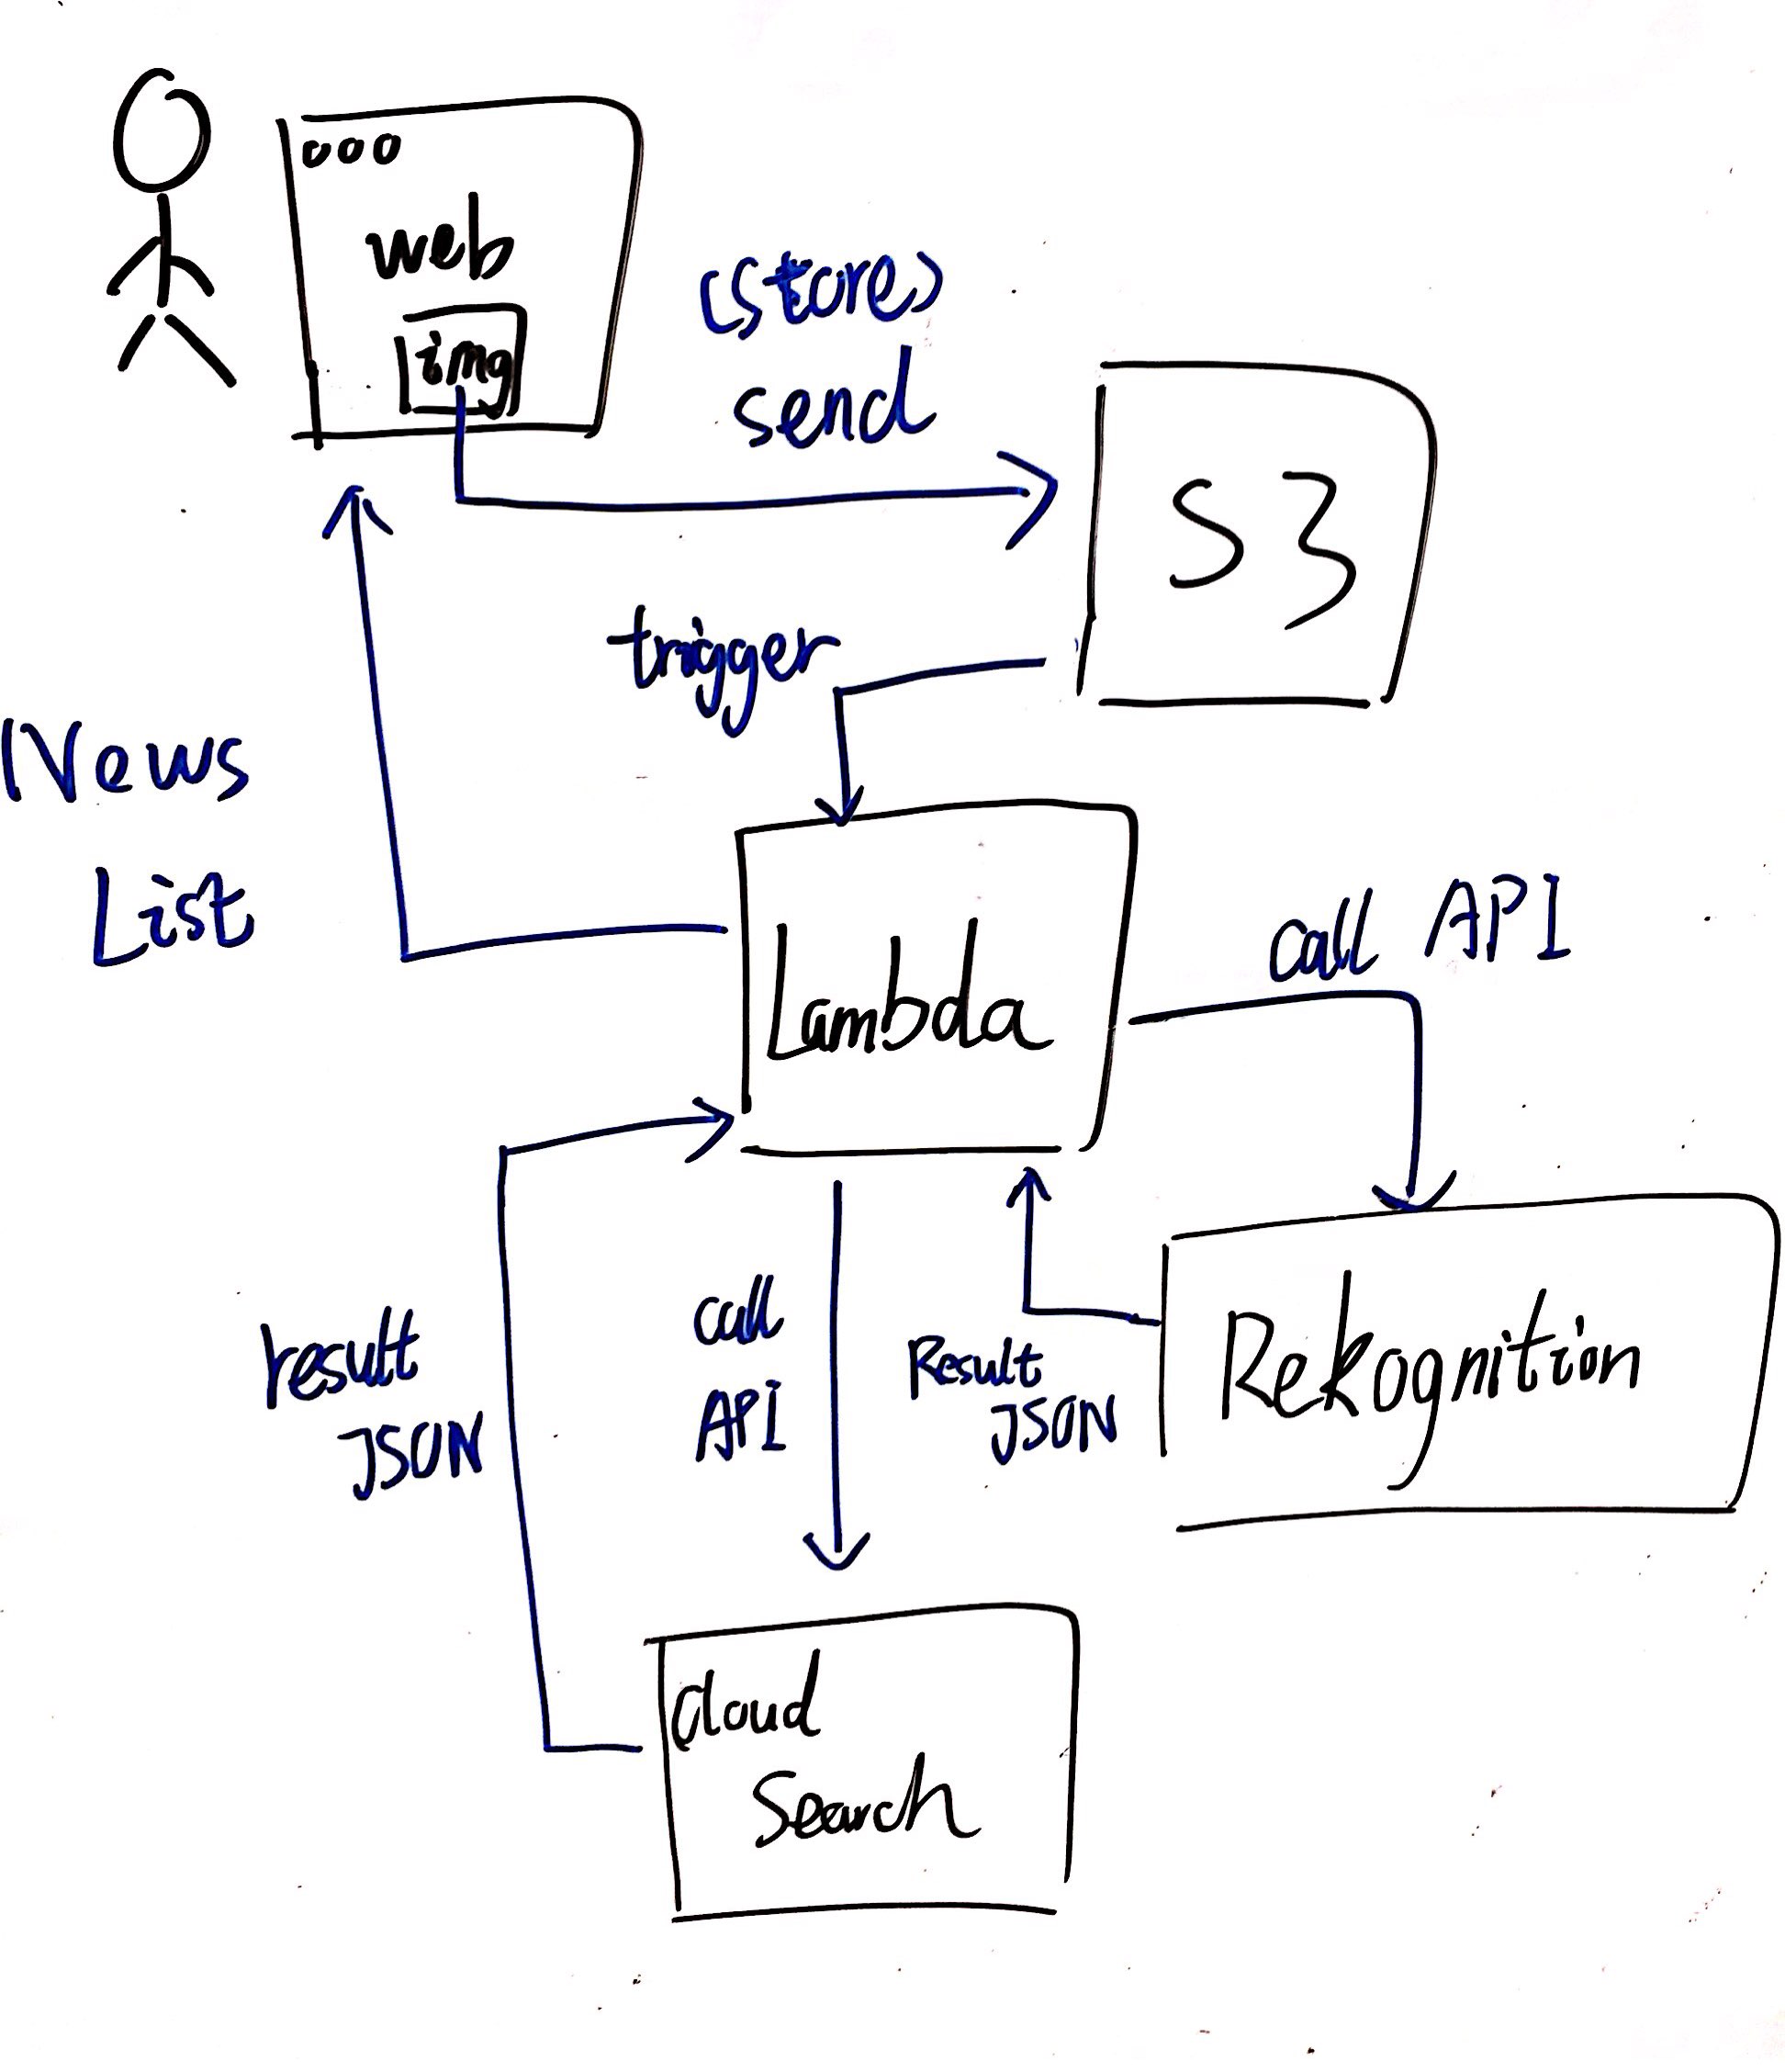 ooo
web
img
(store)
send
S3
trigger
News
List
Lambda
call API
result
JSON
call
API
Result
JSON
Rekognition
Cloud
Search